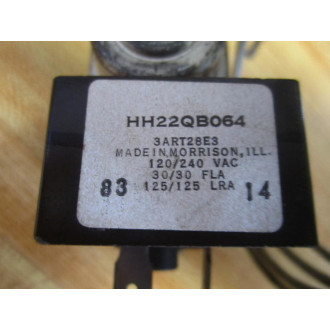 HH22QB064
3ART28E3
MADE IN MORRISON, ILL.
120/240 VAC
30/30 FLA
83 125/125 LRA 14